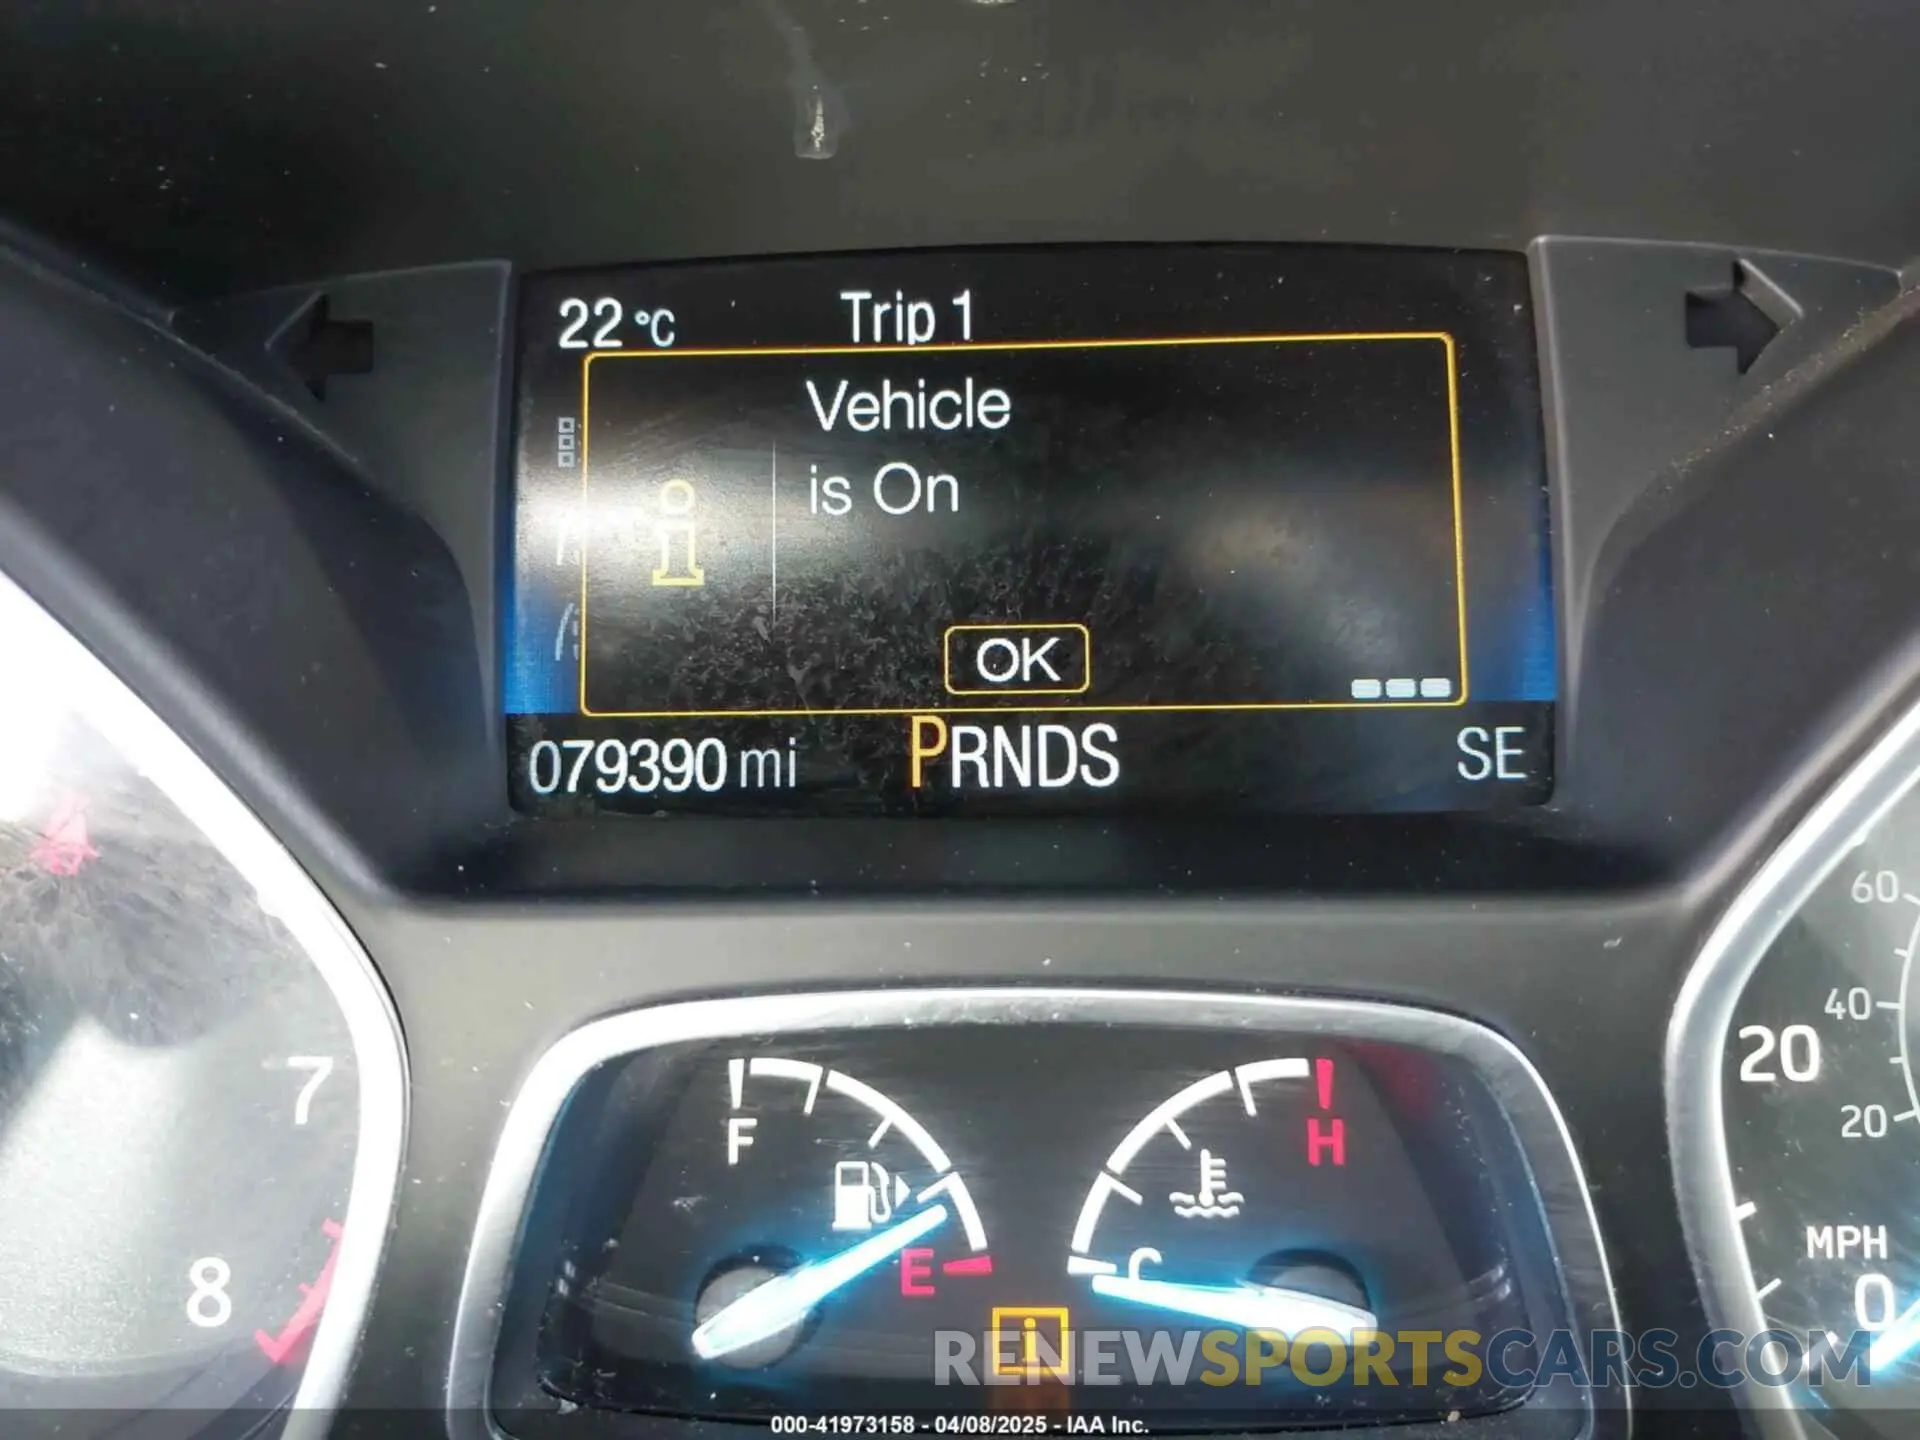 22 °C Trip 1
Vehicle
is On
OK
079390 mi PRNDS SE
60
40
20
20
7
F H
E C
8
MPH
0
RENEWSPORTSCARS.COM
000-41973158 - 04/08/2025 - IAA Inc.